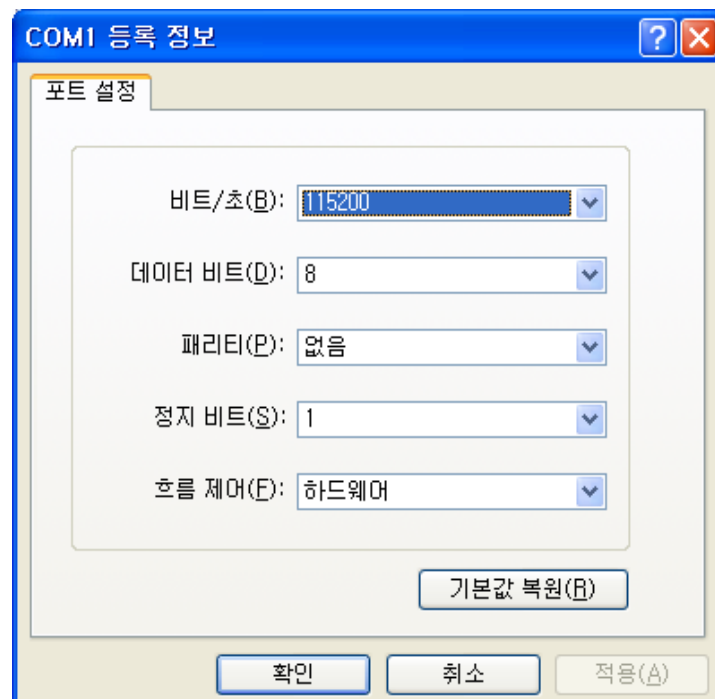 COM1 등록 정보
포트 설정
비트/초(B): 115200
데이터 비트(D): 8
패리티(P): 없음
정지 비트(S): 1
흐름 제어(F): 하드웨어
기본값 복원(R)
확인 취소 적용(A)